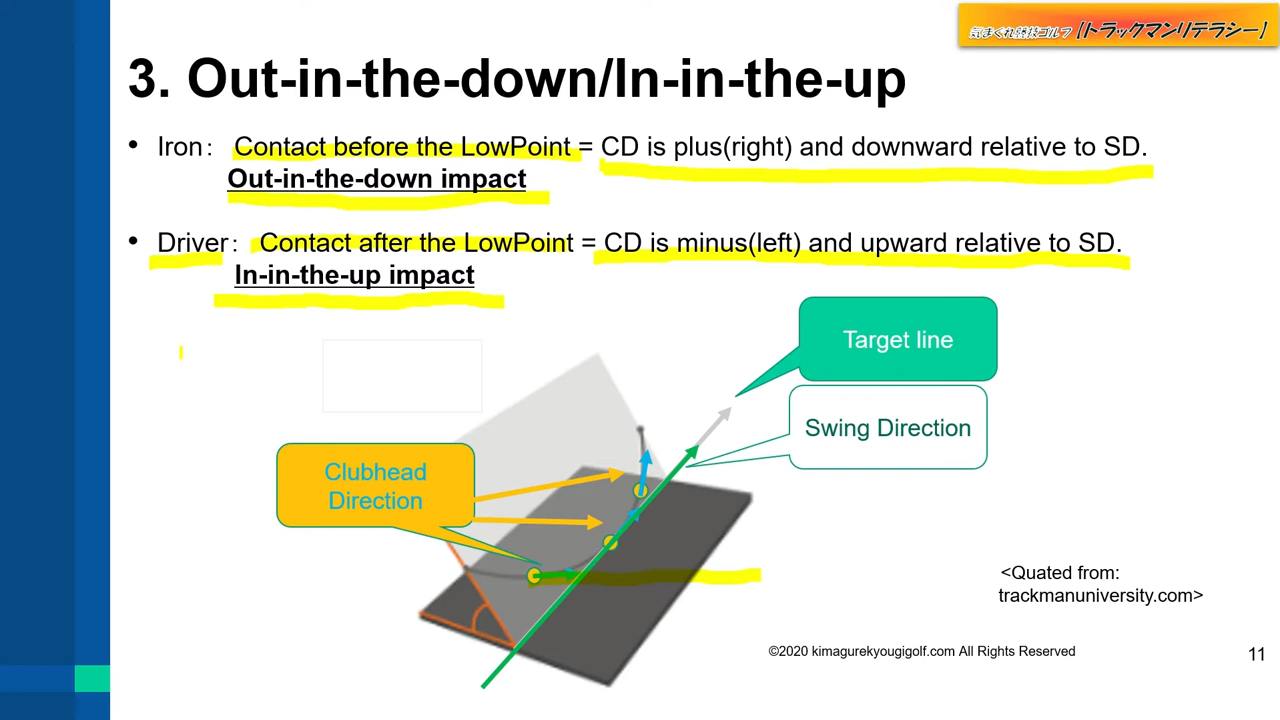 気まぐれ競技ゴルフ【トラックマンリテラシー】
3. Out-in-the-down/In-in-the-up
• Iron： Contact before the LowPoint = CD is plus(right) and downward relative to SD.
Out-in-the-down impact
• Driver： Contact after the LowPoint = CD is minus(left) and upward relative to SD.
In-in-the-up impact
Target line
Swing Direction
Clubhead
Direction
<Quated from:
trackmanuniversity.com>
©2020 kimagurekyougigolf.com All Rights Reserved
11